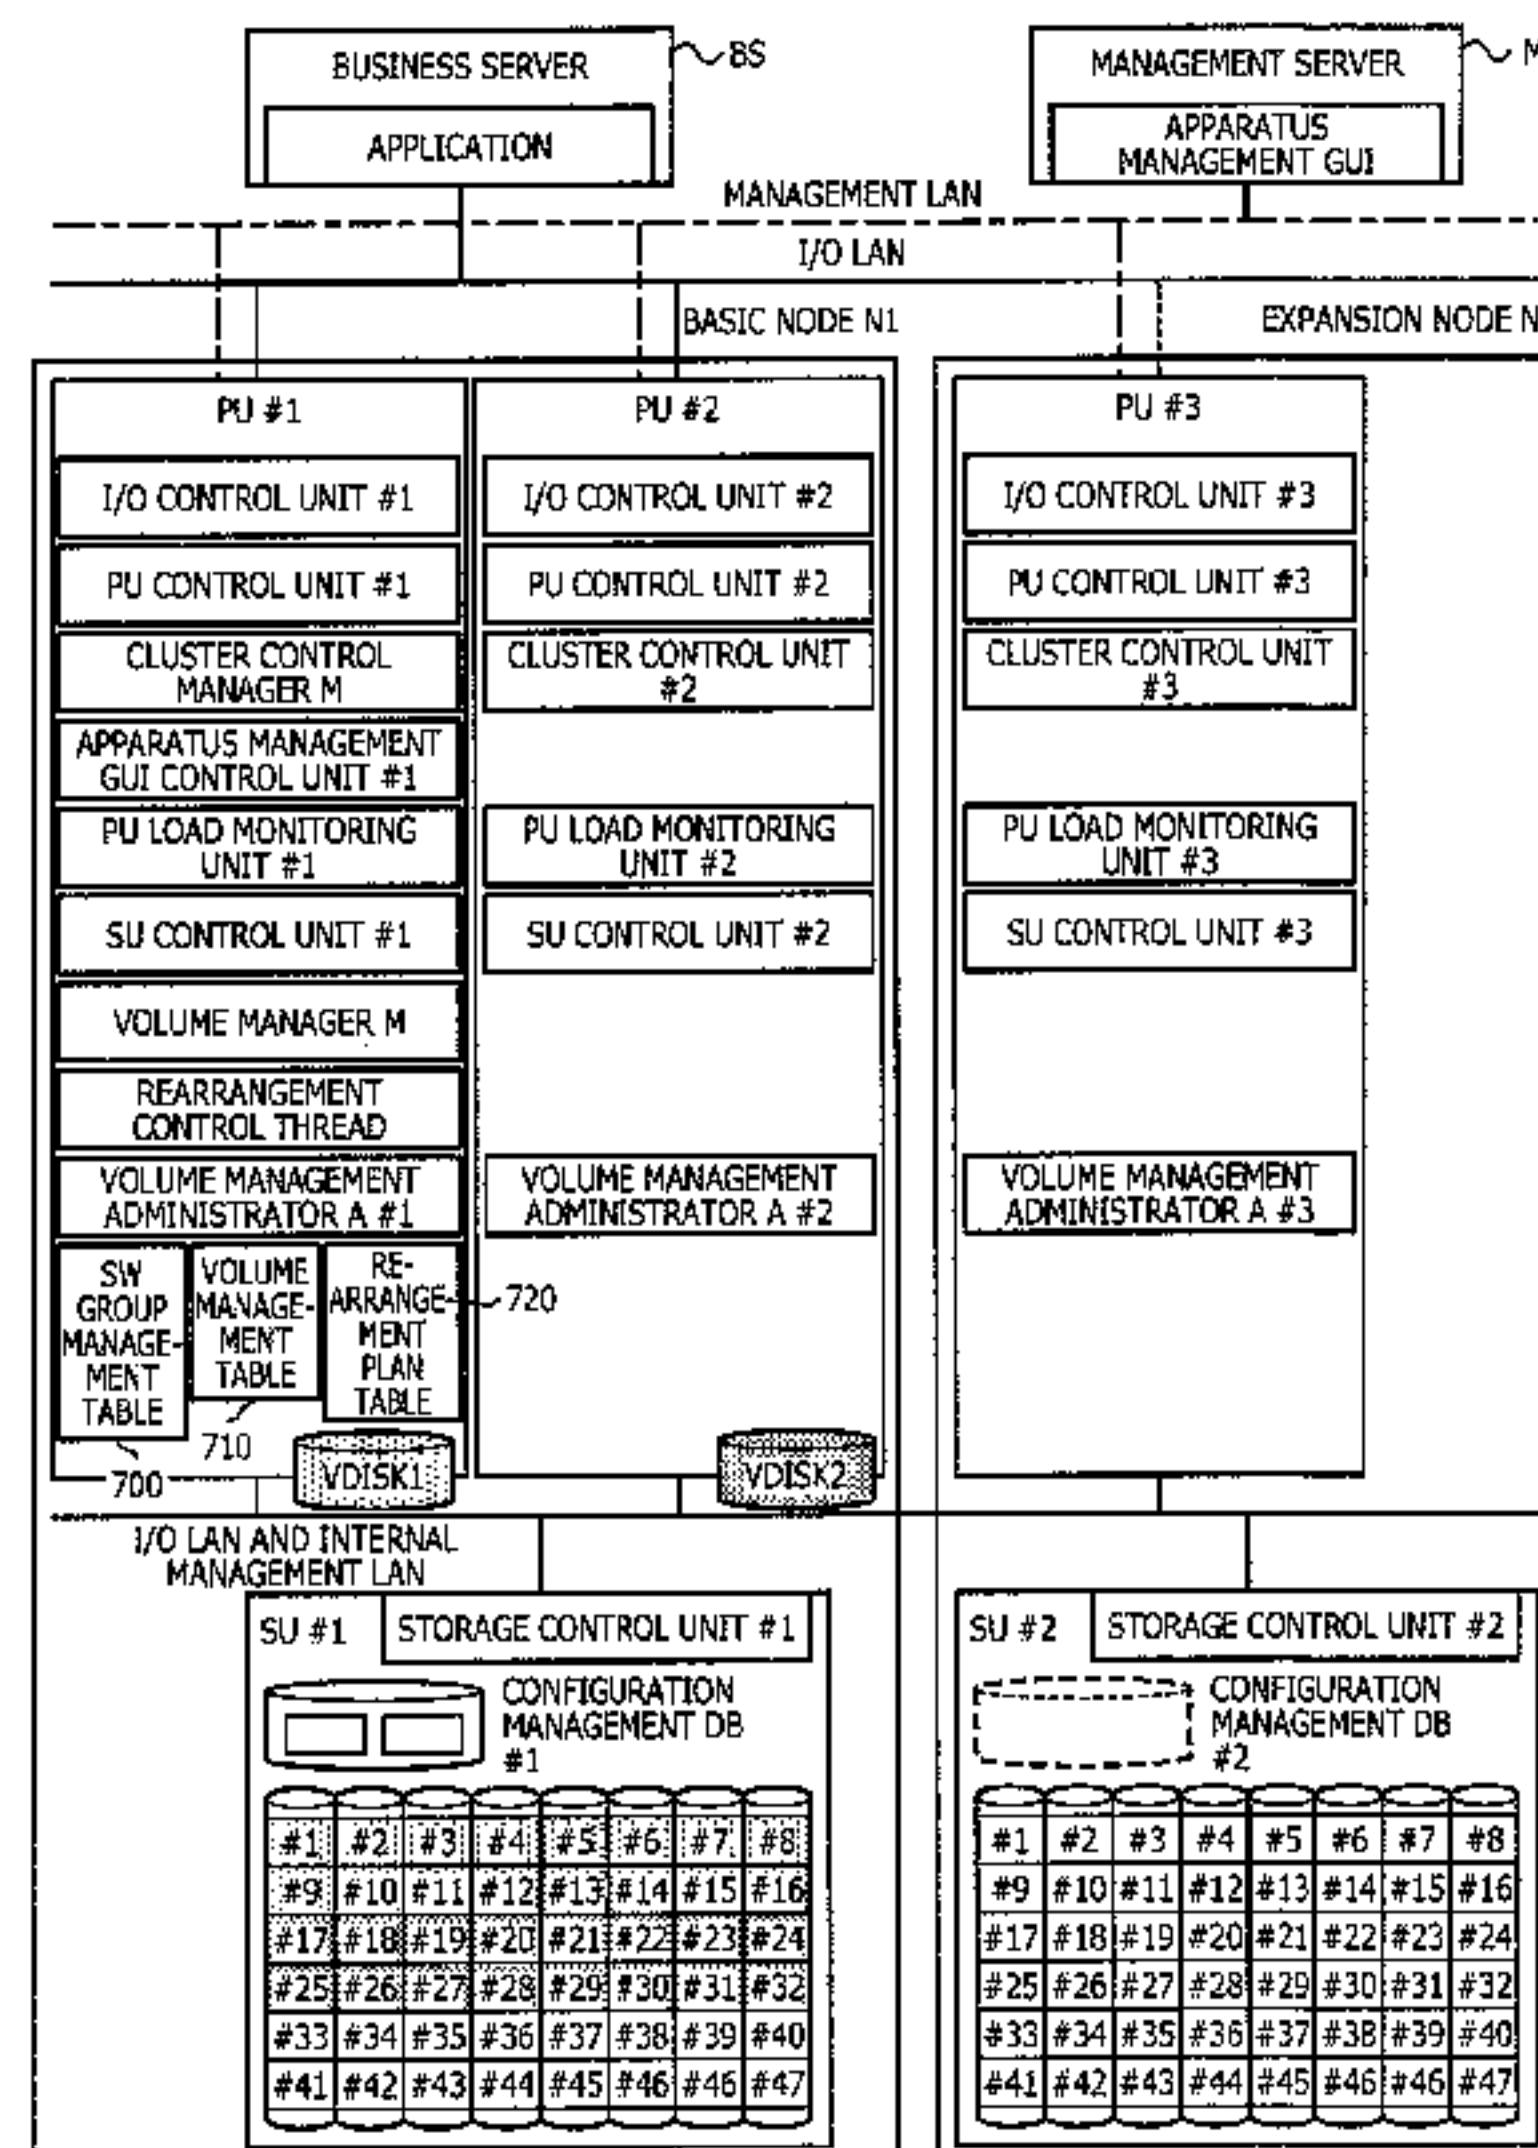 BUSINESS SERVER
BS
APPLICATION
MANAGEMENT SERVER
APPARATUS
MANAGEMENT GUI
MANAGEMENT LAN
I/O LAN
BASIC NODE N1
EXPANSION NODE
PU #1
I/O CONTROL UNIT #1
PU CONTROL UNIT #1
CLUSTER CONTROL
MANAGER M
APPARATUS MANAGEMENT
GUI CONTROL UNIT #1
PU LOAD MONITORING
UNIT #1
SU CONTROL UNIT #1
VOLUME MANAGER M
REARRANGEMENT
CONTROL THREAD
VOLUME MANAGEMENT
ADMINISTRATOR A #1
SW
GROUP
MANAGE-
MENT
TABLE
700
VOLUME
MANAGE-
MENT
TABLE
710
RE-
ARRANGE-
MENT
PLAN
TABLE
720
VDISK1
PU #2
I/O CONTROL UNIT #2
PU CONTROL UNIT #2
CLUSTER CONTROL UNIT
#2
PU LOAD MONITORING
UNIT #2
SU CONTROL UNIT #2
VOLUME MANAGEMENT
ADMINISTRATOR A #2
VDISK2
PU #3
I/O CONTROL UNIT #3
PU CONTROL UNIT #3
CLUSTER CONTROL UNIT
#3
PU LOAD MONITORING
UNIT #3
SU CONTROL UNIT #3
VOLUME MANAGEMENT
ADMINISTRATOR A #3
I/O LAN AND INTERNAL
MANAGEMENT LAN
SU #1
STORAGE CONTROL UNIT #1
CONFIGURATION
MANAGEMENT DB
#1
#1 #2 #3 #4 #5 #6 #7 #8
#9 #10 #11 #12 #13 #14 #15 #16
#17 #18 #19 #20 #21 #22 #23 #24
#25 #26 #27 #28 #29 #30 #31 #32
#33 #34 #35 #36 #37 #38 #39 #40
#41 #42 #43 #44 #45 #46 #46 #47
SU #2
STORAGE CONTROL UNIT #2
CONFIGURATION
MANAGEMENT DB
#2
#1 #2 #3 #4 #5 #6 #7 #8
#9 #10 #11 #12 #13 #14 #15 #16
#17 #18 #19 #20 #21 #22 #23 #24
#25 #26 #27 #28 #29 #30 #31 #32
#33 #34 #35 #36 #37 #38 #39 #40
#41 #42 #43 #44 #45 #46 #46 #47